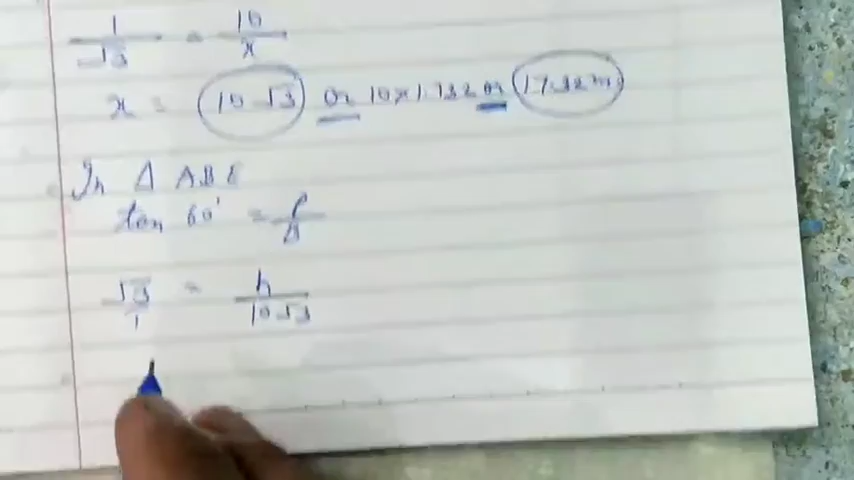 1/√3 = 10/x
x = 10√3 or 10×1.732 or 17.32m
In Δ ABE
tan 60° = P/B
√3/1 = h/10√3